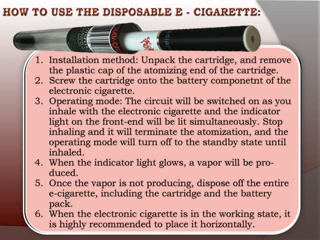 HOW TO USE THE DISPOSABLE E - CIGARETTE:
1. Installation method: Unpack the cartridge, and remove
the plastic cap of the atomizing end of the cartridge.
2. Screw the cartridge onto the battery componetnt of the
electronic cigarette.
3. Operating mode: The circuit will be switched on as you
inhale with the electronic cigarette and the indicator
light on the front-end will be lit simultaneously. Stop
inhaling and it will terminate the atomization, and the
operating mode will turn off to the standby state until
inhaled.
4. When the indicator light glows, a vapor will be pro-
duced.
5. Once the vapor is not producing, dispose off the entire
e-cigarette, including the cartridge and the battery
pack.
6. When the electronic cigarette is in the working state, it
is highly recommended to place it horizontally.